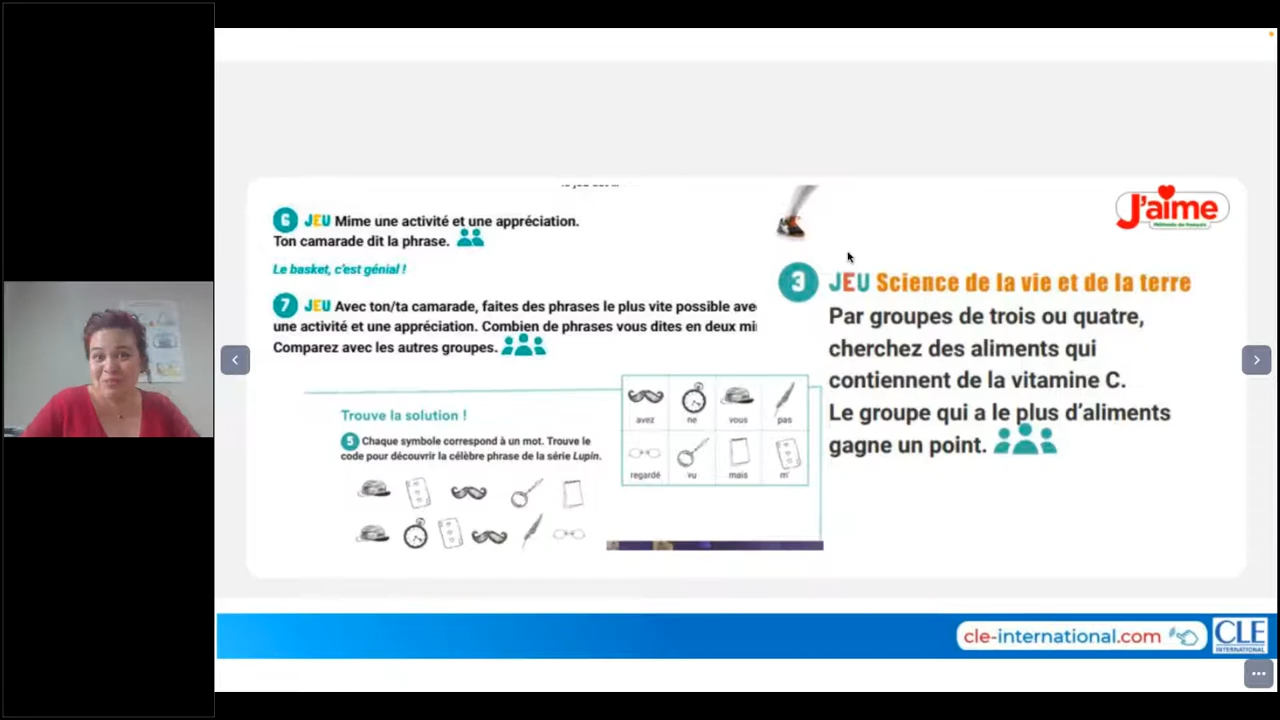 6 JEU Mime une activité et une appréciation.
Ton camarade dit la phrase.
Le basket, c'est génial !
7 JEU Avec ton/ta camarade, faites des phrases le plus vite possible ave
une activité et une appréciation. Combien de phrases vous dites en deux mi
Comparez avec les autres groupes.
Trouve la solution !
5 Chaque symbole correspond à un mot. Trouve le
code pour découvrir la célèbre phrase de la série Lupin.
avez ne vous pas
regardé vu mais m'
J'aime
Méthode de français
3 JEU Science de la vie et de la terre
Par groupes de trois ou quatre,
cherchez des aliments qui
contiennent de la vitamine C.
Le groupe qui a le plus d'aliments
gagne un point.
cle-international.com
CLE
INTERNATIONAL